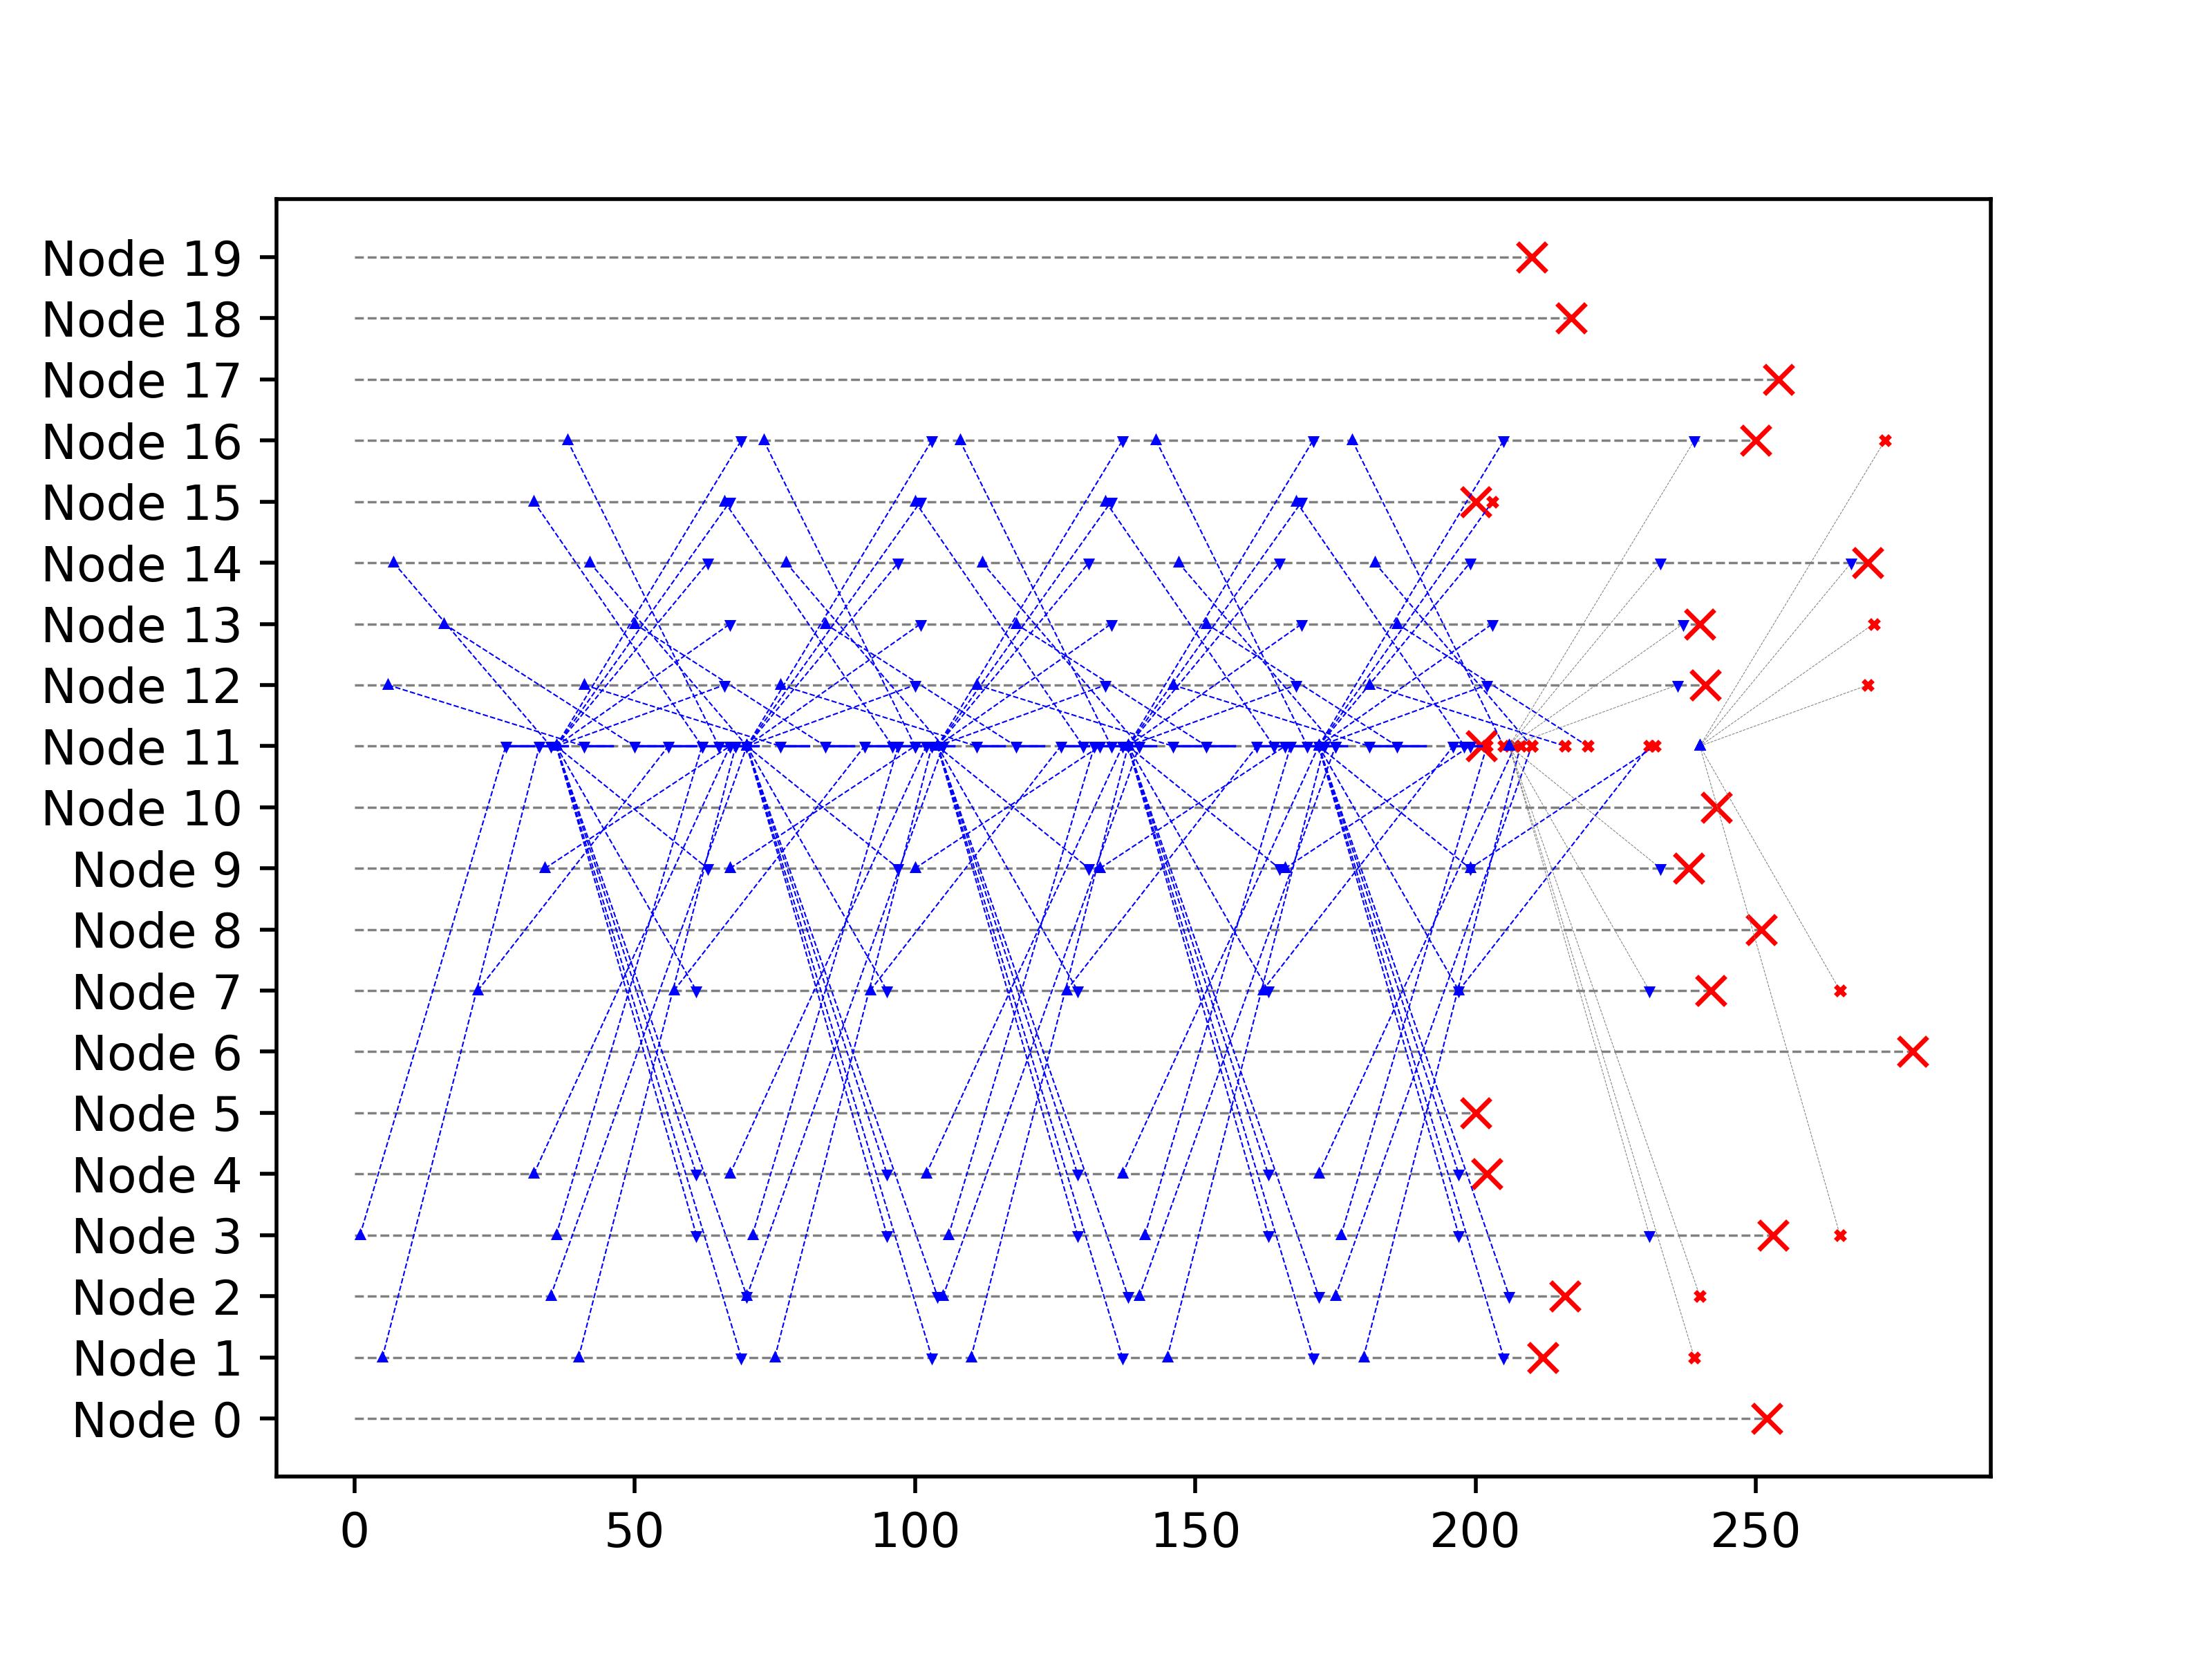 Node 19
Node 18
Node 17
Node 16
Node 15
Node 14
Node 13
Node 12
Node 11
Node 10
Node 9
Node 8
Node 7
Node 6
Node 5
Node 4
Node 3
Node 2
Node 1
Node 0
0 50 100 150 200 250